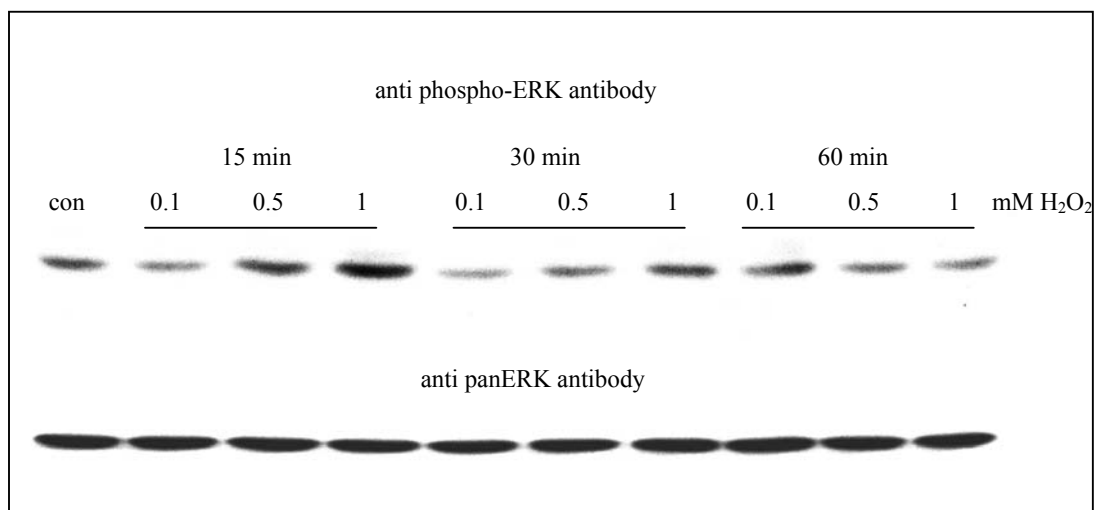 anti phospho-ERK antibody
15 min 30 min 60 min
con 0.1 0.5 1 0.1 0.5 1 0.1 0.5 1 mM H₂O₂
anti panERK antibody